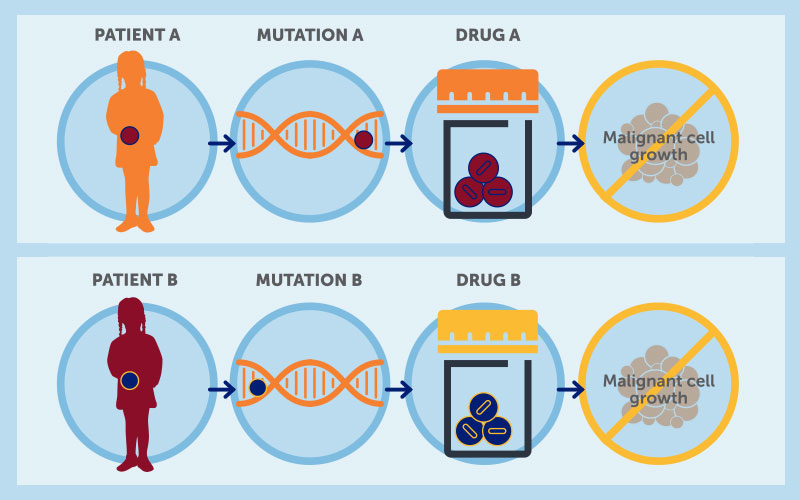 PATIENT A
MUTATION A
DRUG A
Malignant cell
growth
PATIENT B
MUTATION B
DRUG B
Malignant cell
growth